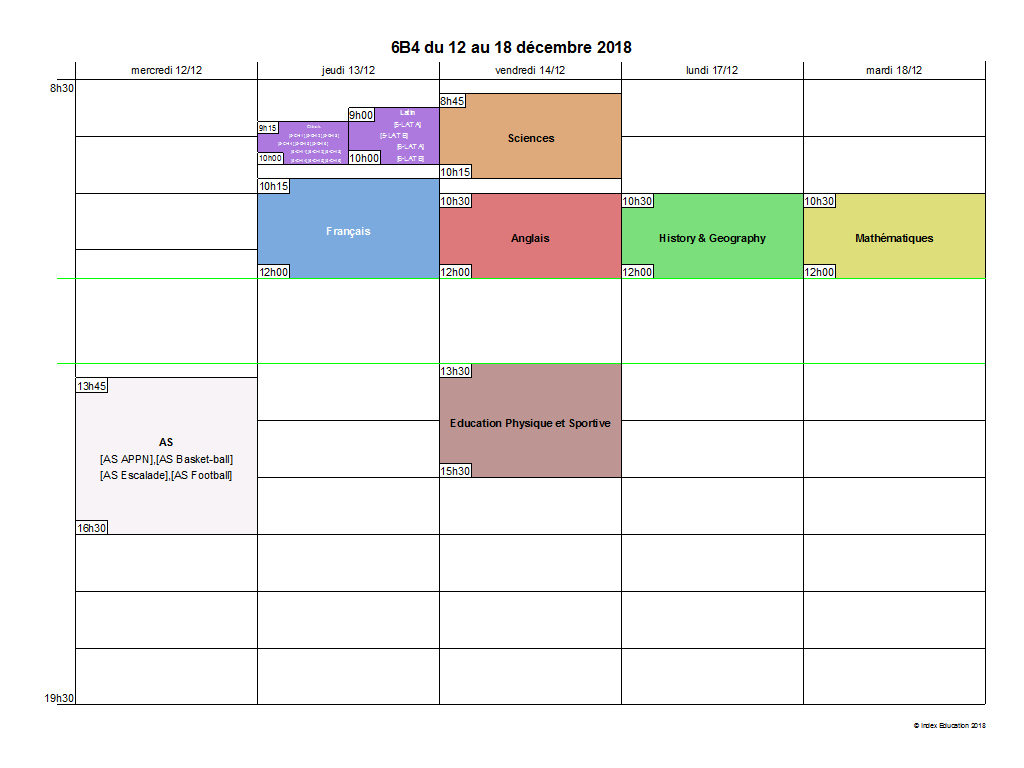 6B4 du 12 au 18 décembre 2018
mercredi 12/12
jeudi 13/12
vendredi 14/12
lundi 17/12
mardi 18/12
8h30
9h15
10h00
9h00
Latin
[5-LAT A]
[5-LAT E]
[5-LAT A]
[5-LAT E]
10h00
8h45
Sciences
10h15
10h15
Français
12h00
10h30
Anglais
12h00
10h30
History & Geography
12h00
10h30
Mathématiques
12h00
13h45
AS
[AS APPN],[AS Basket-ball]
[AS Escalade],[AS Football]
16h30
13h30
Education Physique et Sportive
15h30
19h30
© Index Education 2018